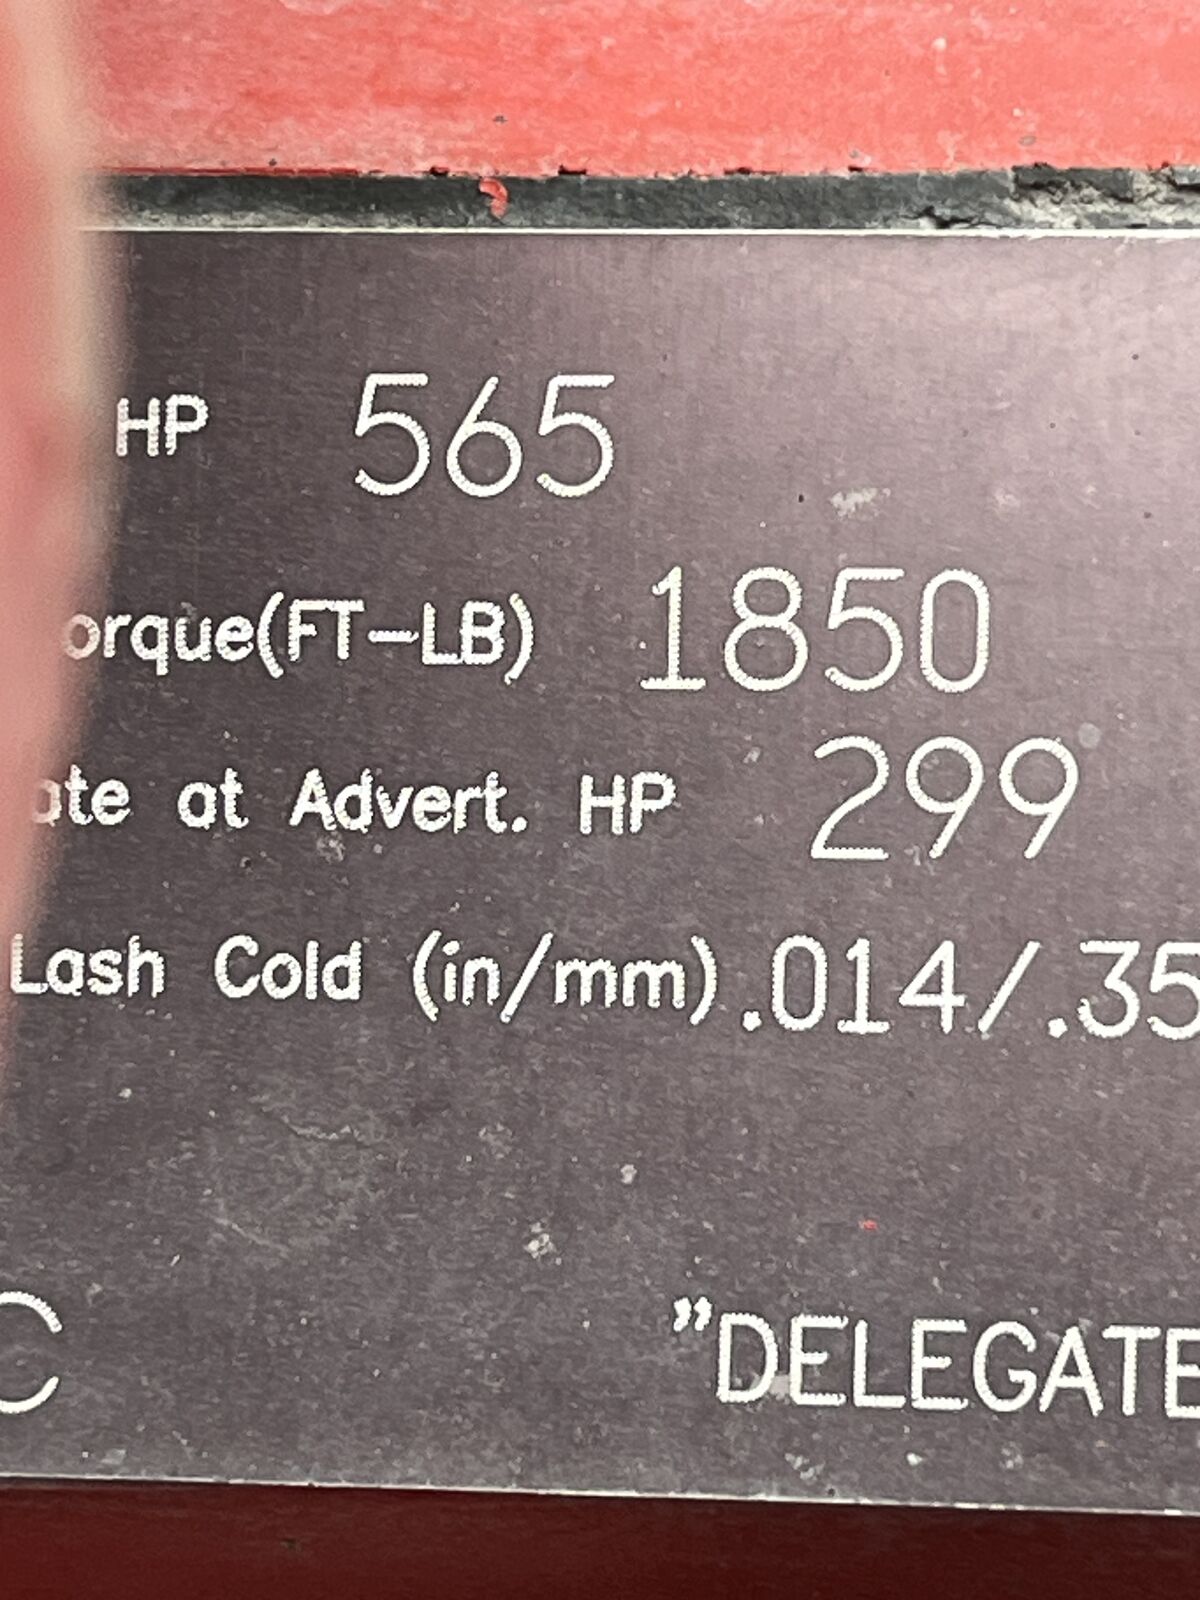 HP 565
orque(FT-LB) 1850
ate at Advert. HP 299
Lash Cold (in/mm) .014/.35
C "DELEGATE